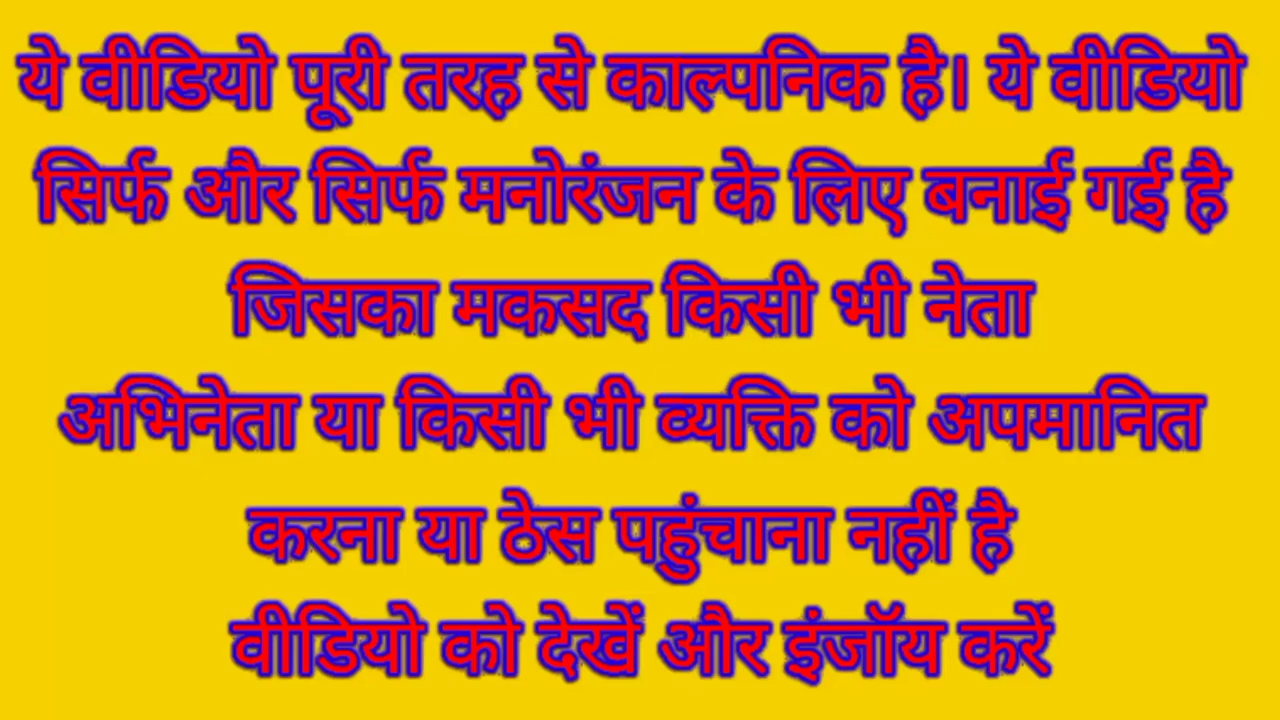 ये वीडियो पूरी तरह से काल्पनिक है। ये वीडियो
सिर्फ और सिर्फ मनोरंजन के लिए बनाई गई है
जिसका मकसद किसी भी नेता
अभिनेता या किसी भी व्यक्ति को अपमानित
करना या ठेस पहुंचाना नहीं है
वीडियो को देखें और इंजॉय करें